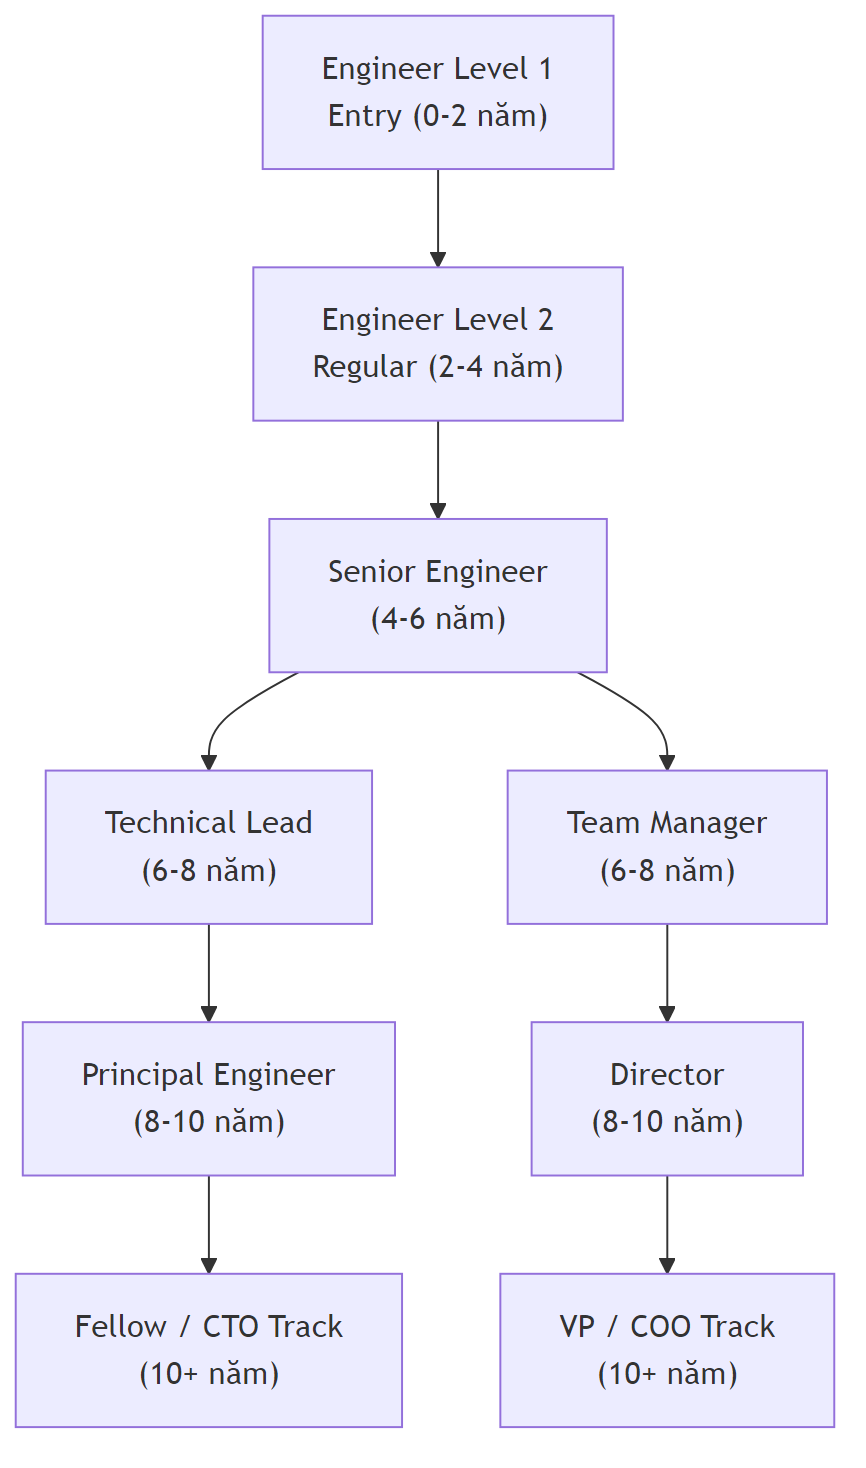 Engineer Level 1
Entry (0-2 năm)
Engineer Level 2
Regular (2-4 năm)
Senior Engineer
(4-6 năm)
Technical Lead
(6-8 năm)
Team Manager
(6-8 năm)
Principal Engineer
(8-10 năm)
Director
(8-10 năm)
Fellow / CTO Track
(10+ năm)
VP / COO Track
(10+ năm)